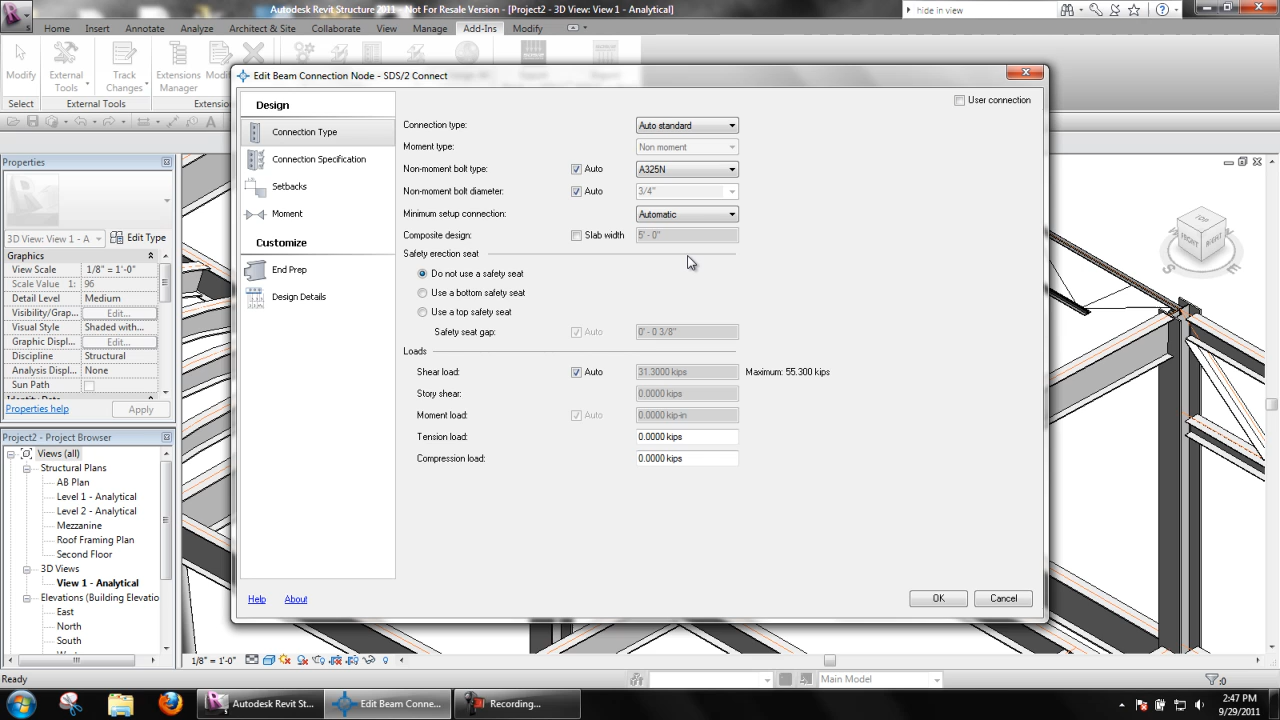 Autodesk Revit Structure 2011 - Not For Resale Version - [Project2 - 3D View: View 1 - Analytical]
hide in view
Home Insert Annotate Analyze Architect & Site Collaborate View Manage Add-Ins Modify
Modify External Tools Track Changes Extensions Manager
Select External Tools
Edit Beam Connection Node - SDS/2 Connect
Design
User connection
Connection Type
Connection Specification
Setbacks
Moment
Customize
End Prep
Design Details
Connection type: Auto standard
Moment type: Non moment
Non-moment bolt type: Auto A325N
Non-moment bolt diameter: Auto 3/4"
Minimum setup connection: Automatic
Composite design: Slab width 5' - 0"
Safety erection seat
Do not use a safety seat
Use a bottom safety seat
Use a top safety seat
Safety seat gap: Auto 0' - 0 3/8"
Loads
Shear load: Auto 31.3000 kips Maximum: 55.300 kips
Story shear: 0.0000 kips
Moment load: Auto 0.0000 kip-in
Tension load: 0.0000 kips
Compression load: 0.0000 kips
Help About OK Cancel
Properties
3D View: View 1 - A Edit Type
Graphics
View Scale 1/8" = 1'-0"
Scale Value 1: 96
Detail Level Medium
Visibility/Grap... Edit...
Visual Style Shaded with...
Graphic Displ... Edit...
Discipline Structural
Analysis Displ... None
Sun Path
Properties help Apply
Project2 - Project Browser
Views (all)
Structural Plans
AB Plan
Level 1 - Analytical
Level 2 - Analytical
Mezzanine
Roof Framing Plan
Second Floor
3D Views
View 1 - Analytical
Elevations (Building Elevatio
East
North
South
TOP
FRONT RIGHT
1/8" = 1'-0"
Ready
Main Model
:0
Autodesk Revit St... Edit Beam Conne... Recording...
2:47 PM
9/29/2011